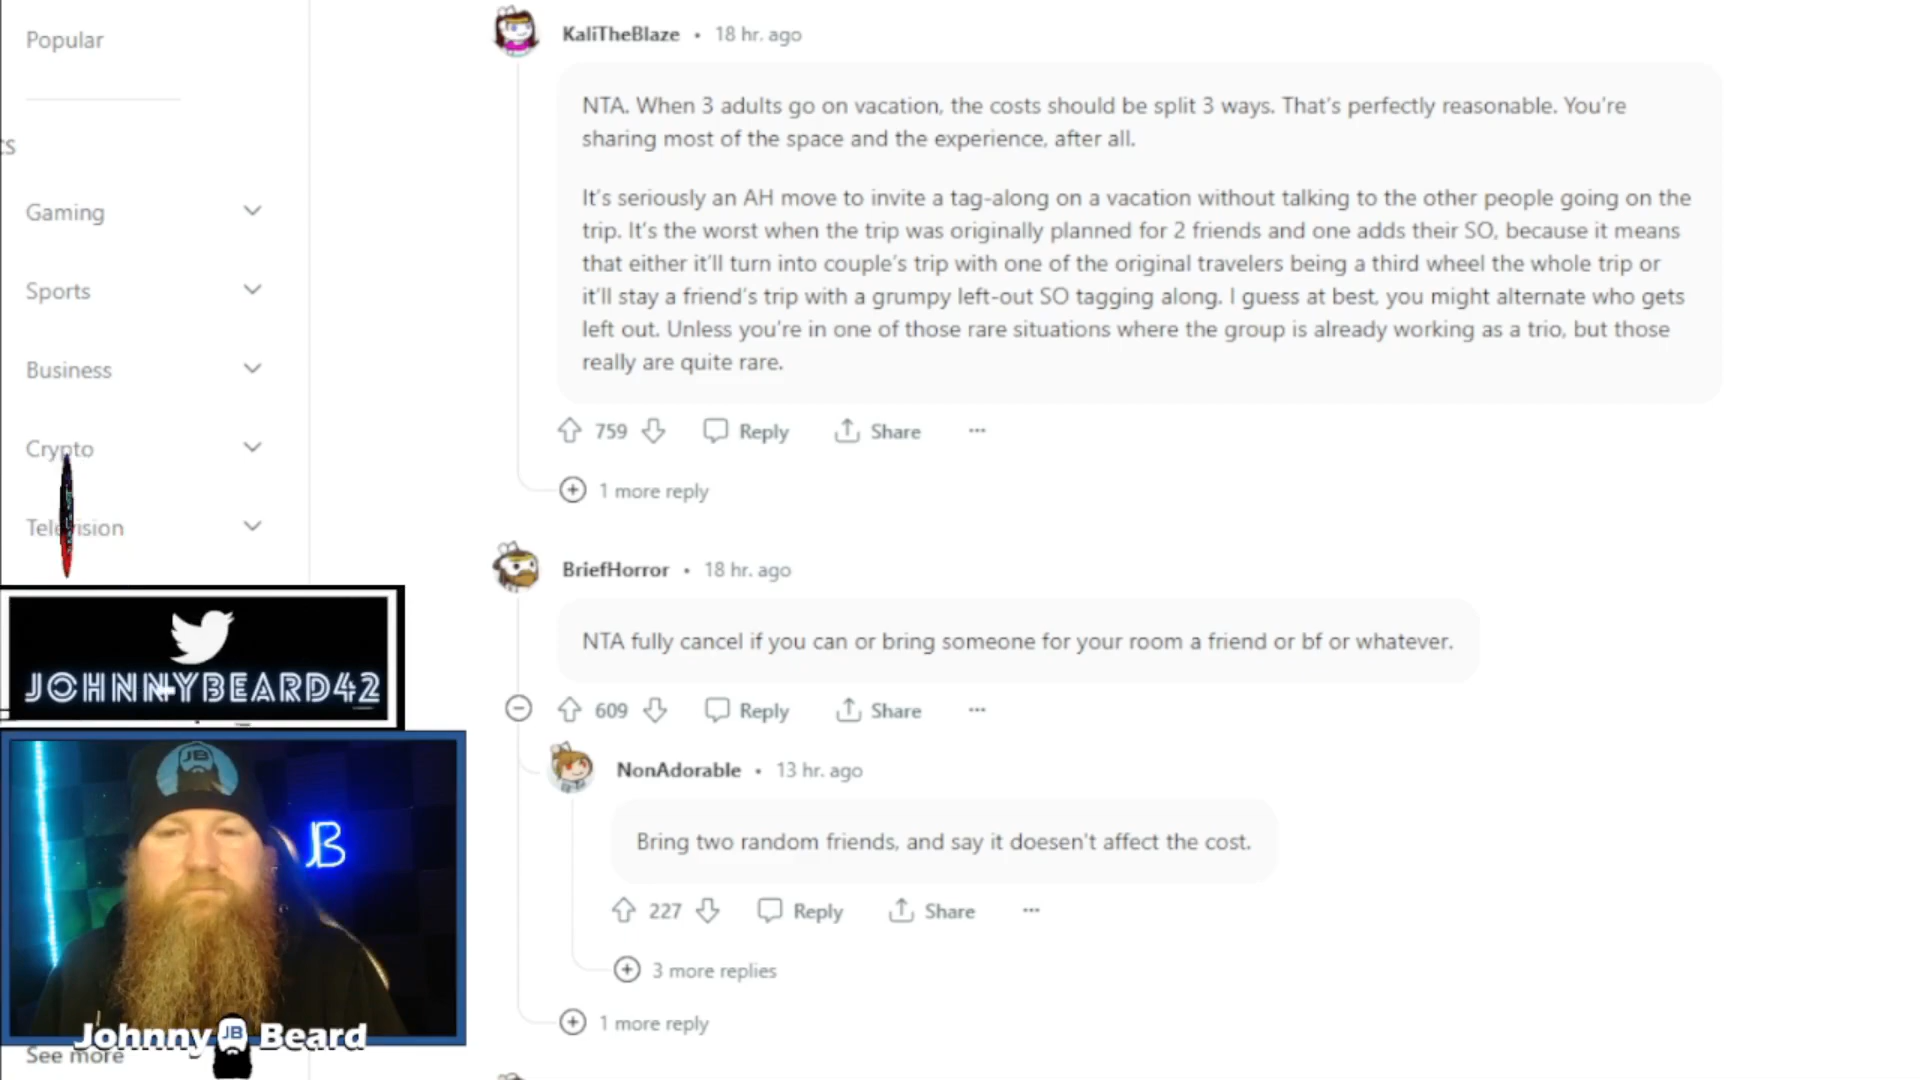 Popular
cs
Gaming
Sports
Business
Crypto
Television
KaliTheBlaze • 18 hr. ago
NTA. When 3 adults go on vacation, the costs should be split 3 ways. That's perfectly reasonable. You're
sharing most of the space and the experience, after all.
It's seriously an AH move to invite a tag-along on a vacation without talking to the other people going on the
trip. It's the worst when the trip was originally planned for 2 friends and one adds their SO, because it means
that either it'll turn into couple's trip with one of the original travelers being a third wheel the whole trip or
it'll stay a friend's trip with a grumpy left-out SO tagging along. I guess at best, you might alternate who gets
left out. Unless you're in one of those rare situations where the group is already working as a trio, but those
really are quite rare.
759 Reply Share ...
1 more reply
BriefHorror • 18 hr. ago
NTA fully cancel if you can or bring someone for your room a friend or bf or whatever.
609 Reply Share ...
NonAdorable • 13 hr. ago
Bring two random friends, and say it doesen't affect the cost.
227 Reply Share ...
3 more replies
1 more reply
JOHNNYBEARD42
JB
JB
Johnny JB Beard
See more